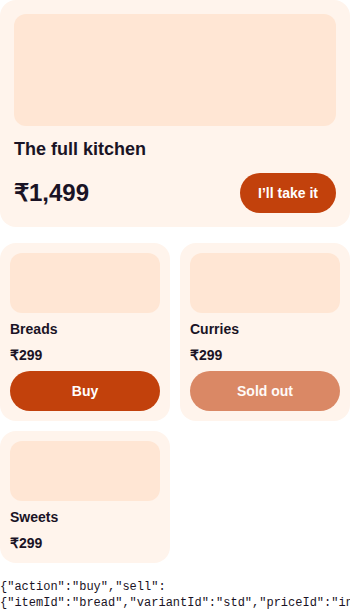 The full kitchen
₹1,499
I’ll take it
Breads
₹299
Buy
Curries
₹299
Sold out
Sweets
₹299
{"action":"buy","sell":
{"itemId":"bread","variantId":"std","priceId":"in